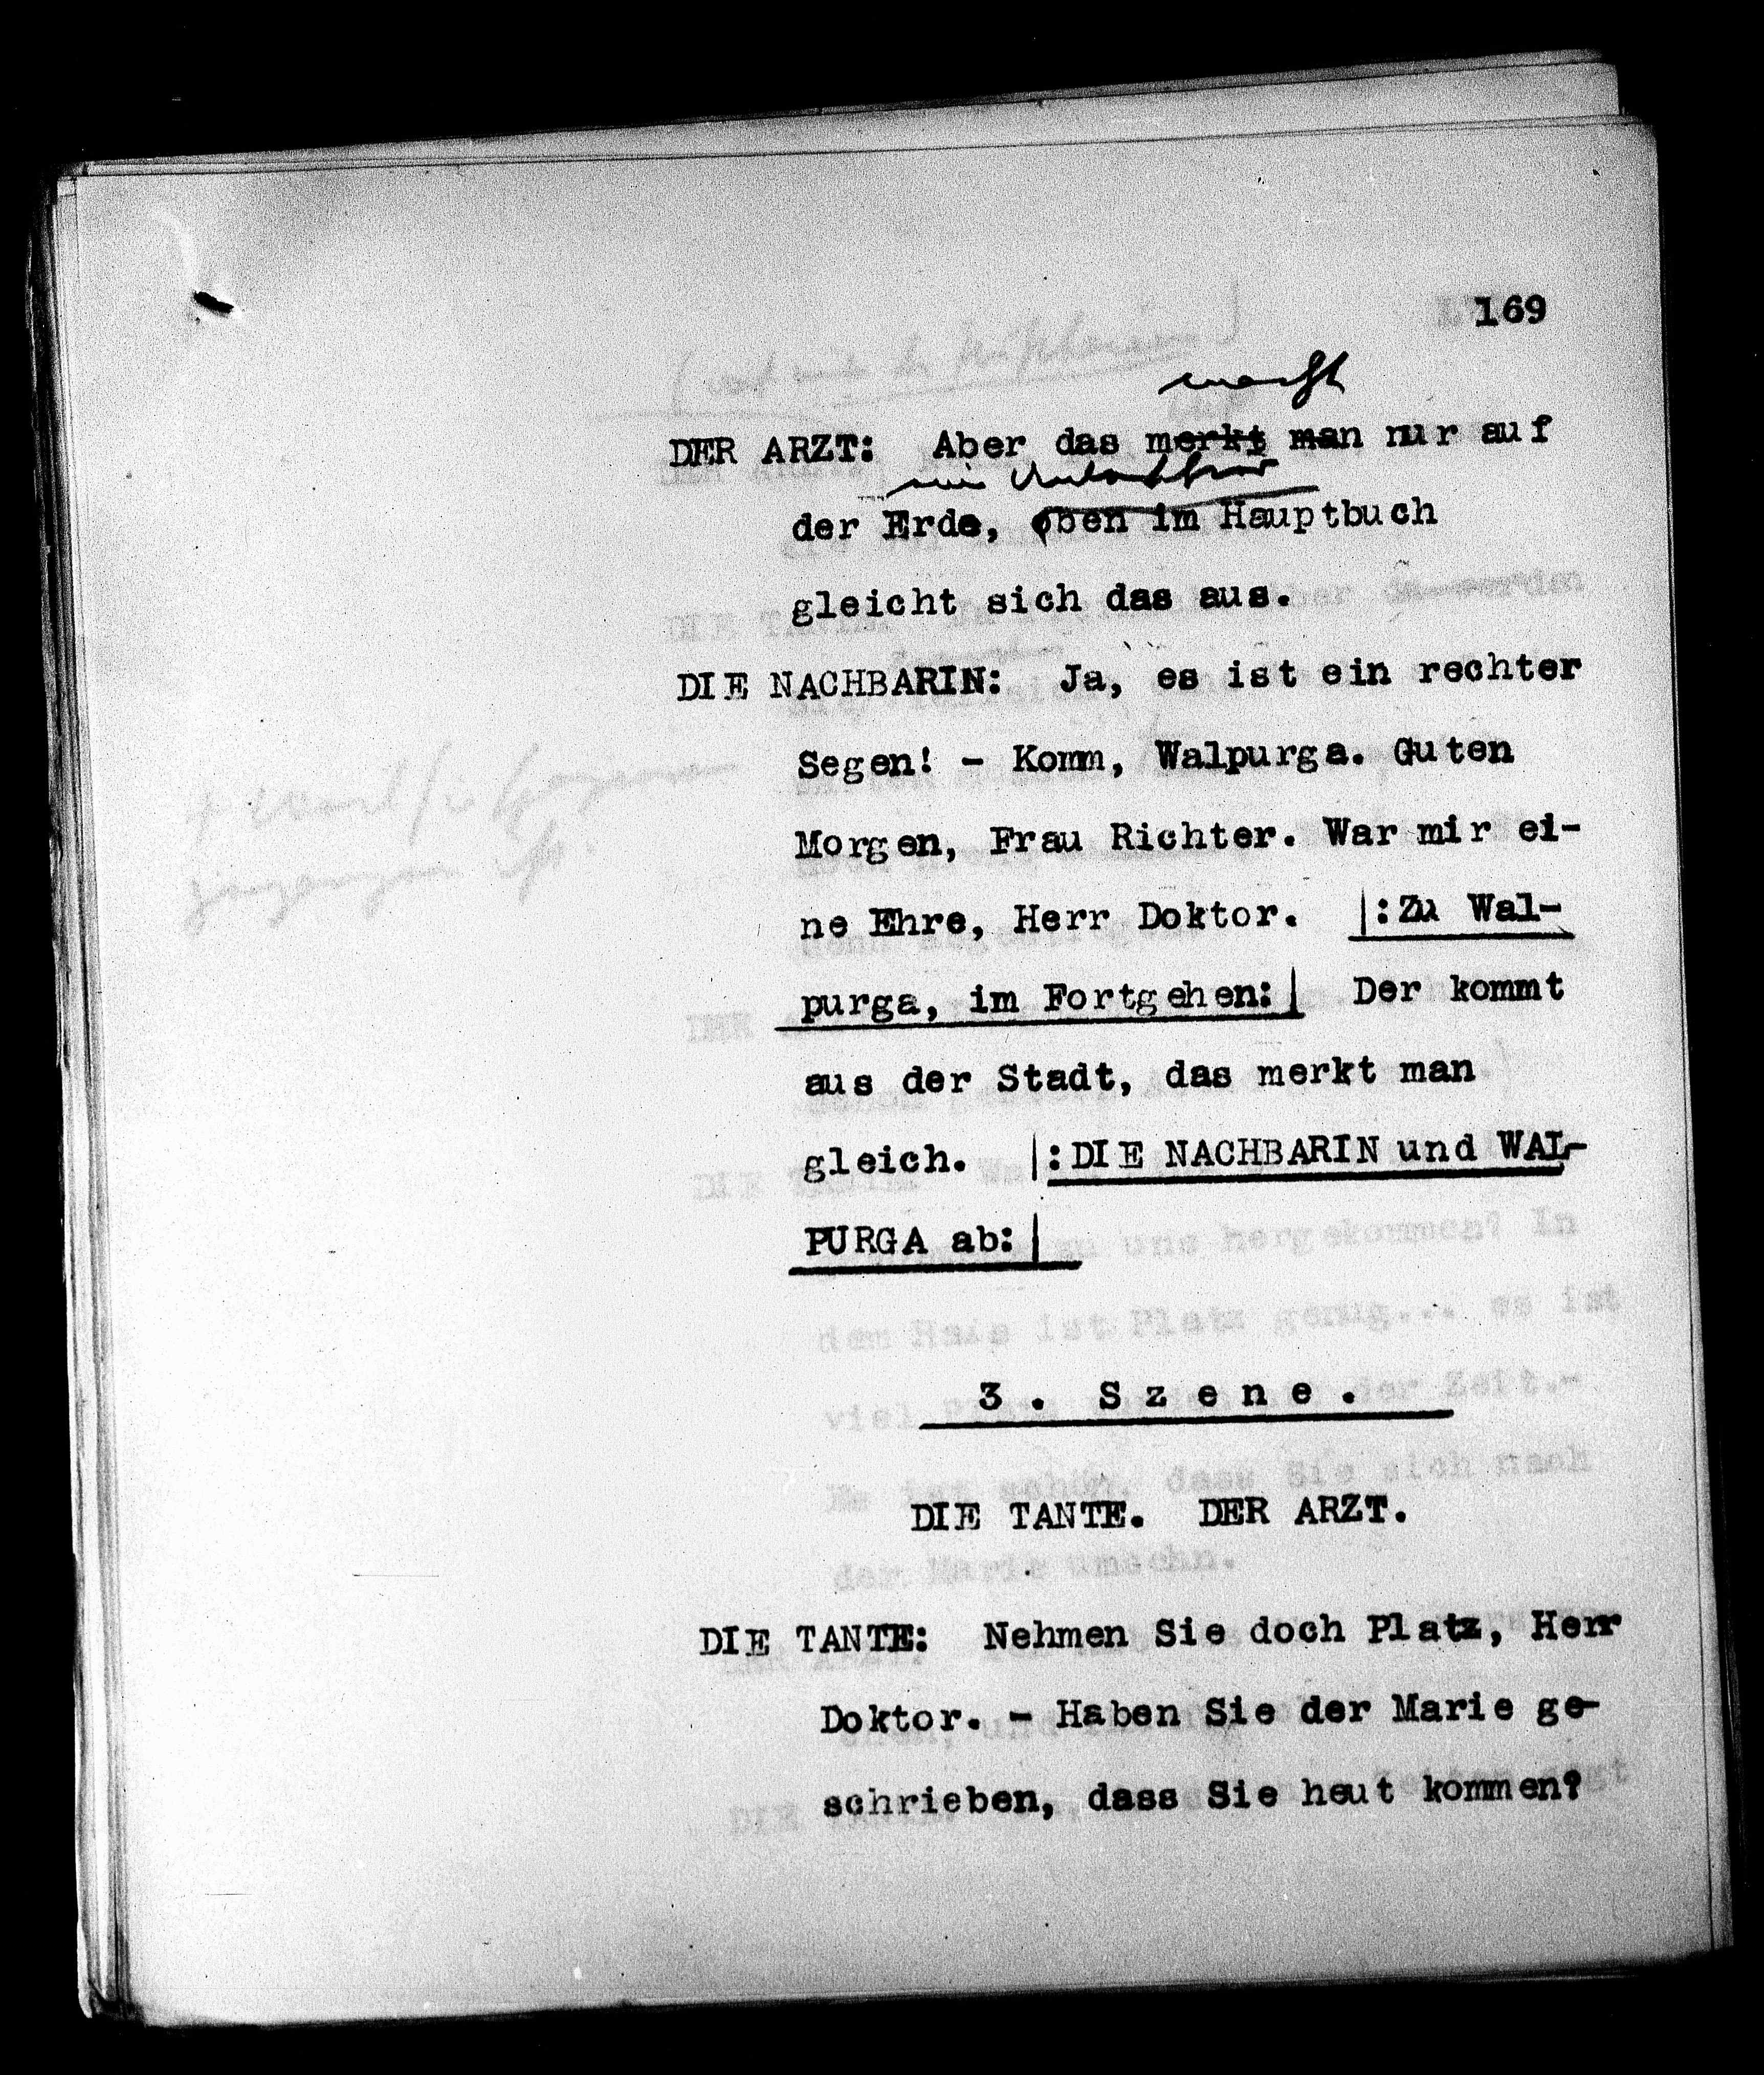 169
macht
DER ARZT: Aber das merkt man nur auf
der Erde, oben im Hauptbuch
gleicht sich das aus.
DIE NACHBARIN: Ja, es ist ein rechter
Segen! - Komm, Walpurga. Guten
Morgen, Frau Richter. War mir ei-
ne Ehre, Herr Doktor. |:Zu Wal-
purga, im Fortgehen:| Der kommt
aus der Stadt, das merkt man
gleich. |:DIE NACHBARIN und WAL-
PURGA ab:|
3. Szene.
DIE TANTE. DER ARZT.
DIE TANTE: Nehmen Sie doch Platz, Herr
Doktor. - Haben Sie der Marie ge-
schrieben, dass Sie heut kommen?